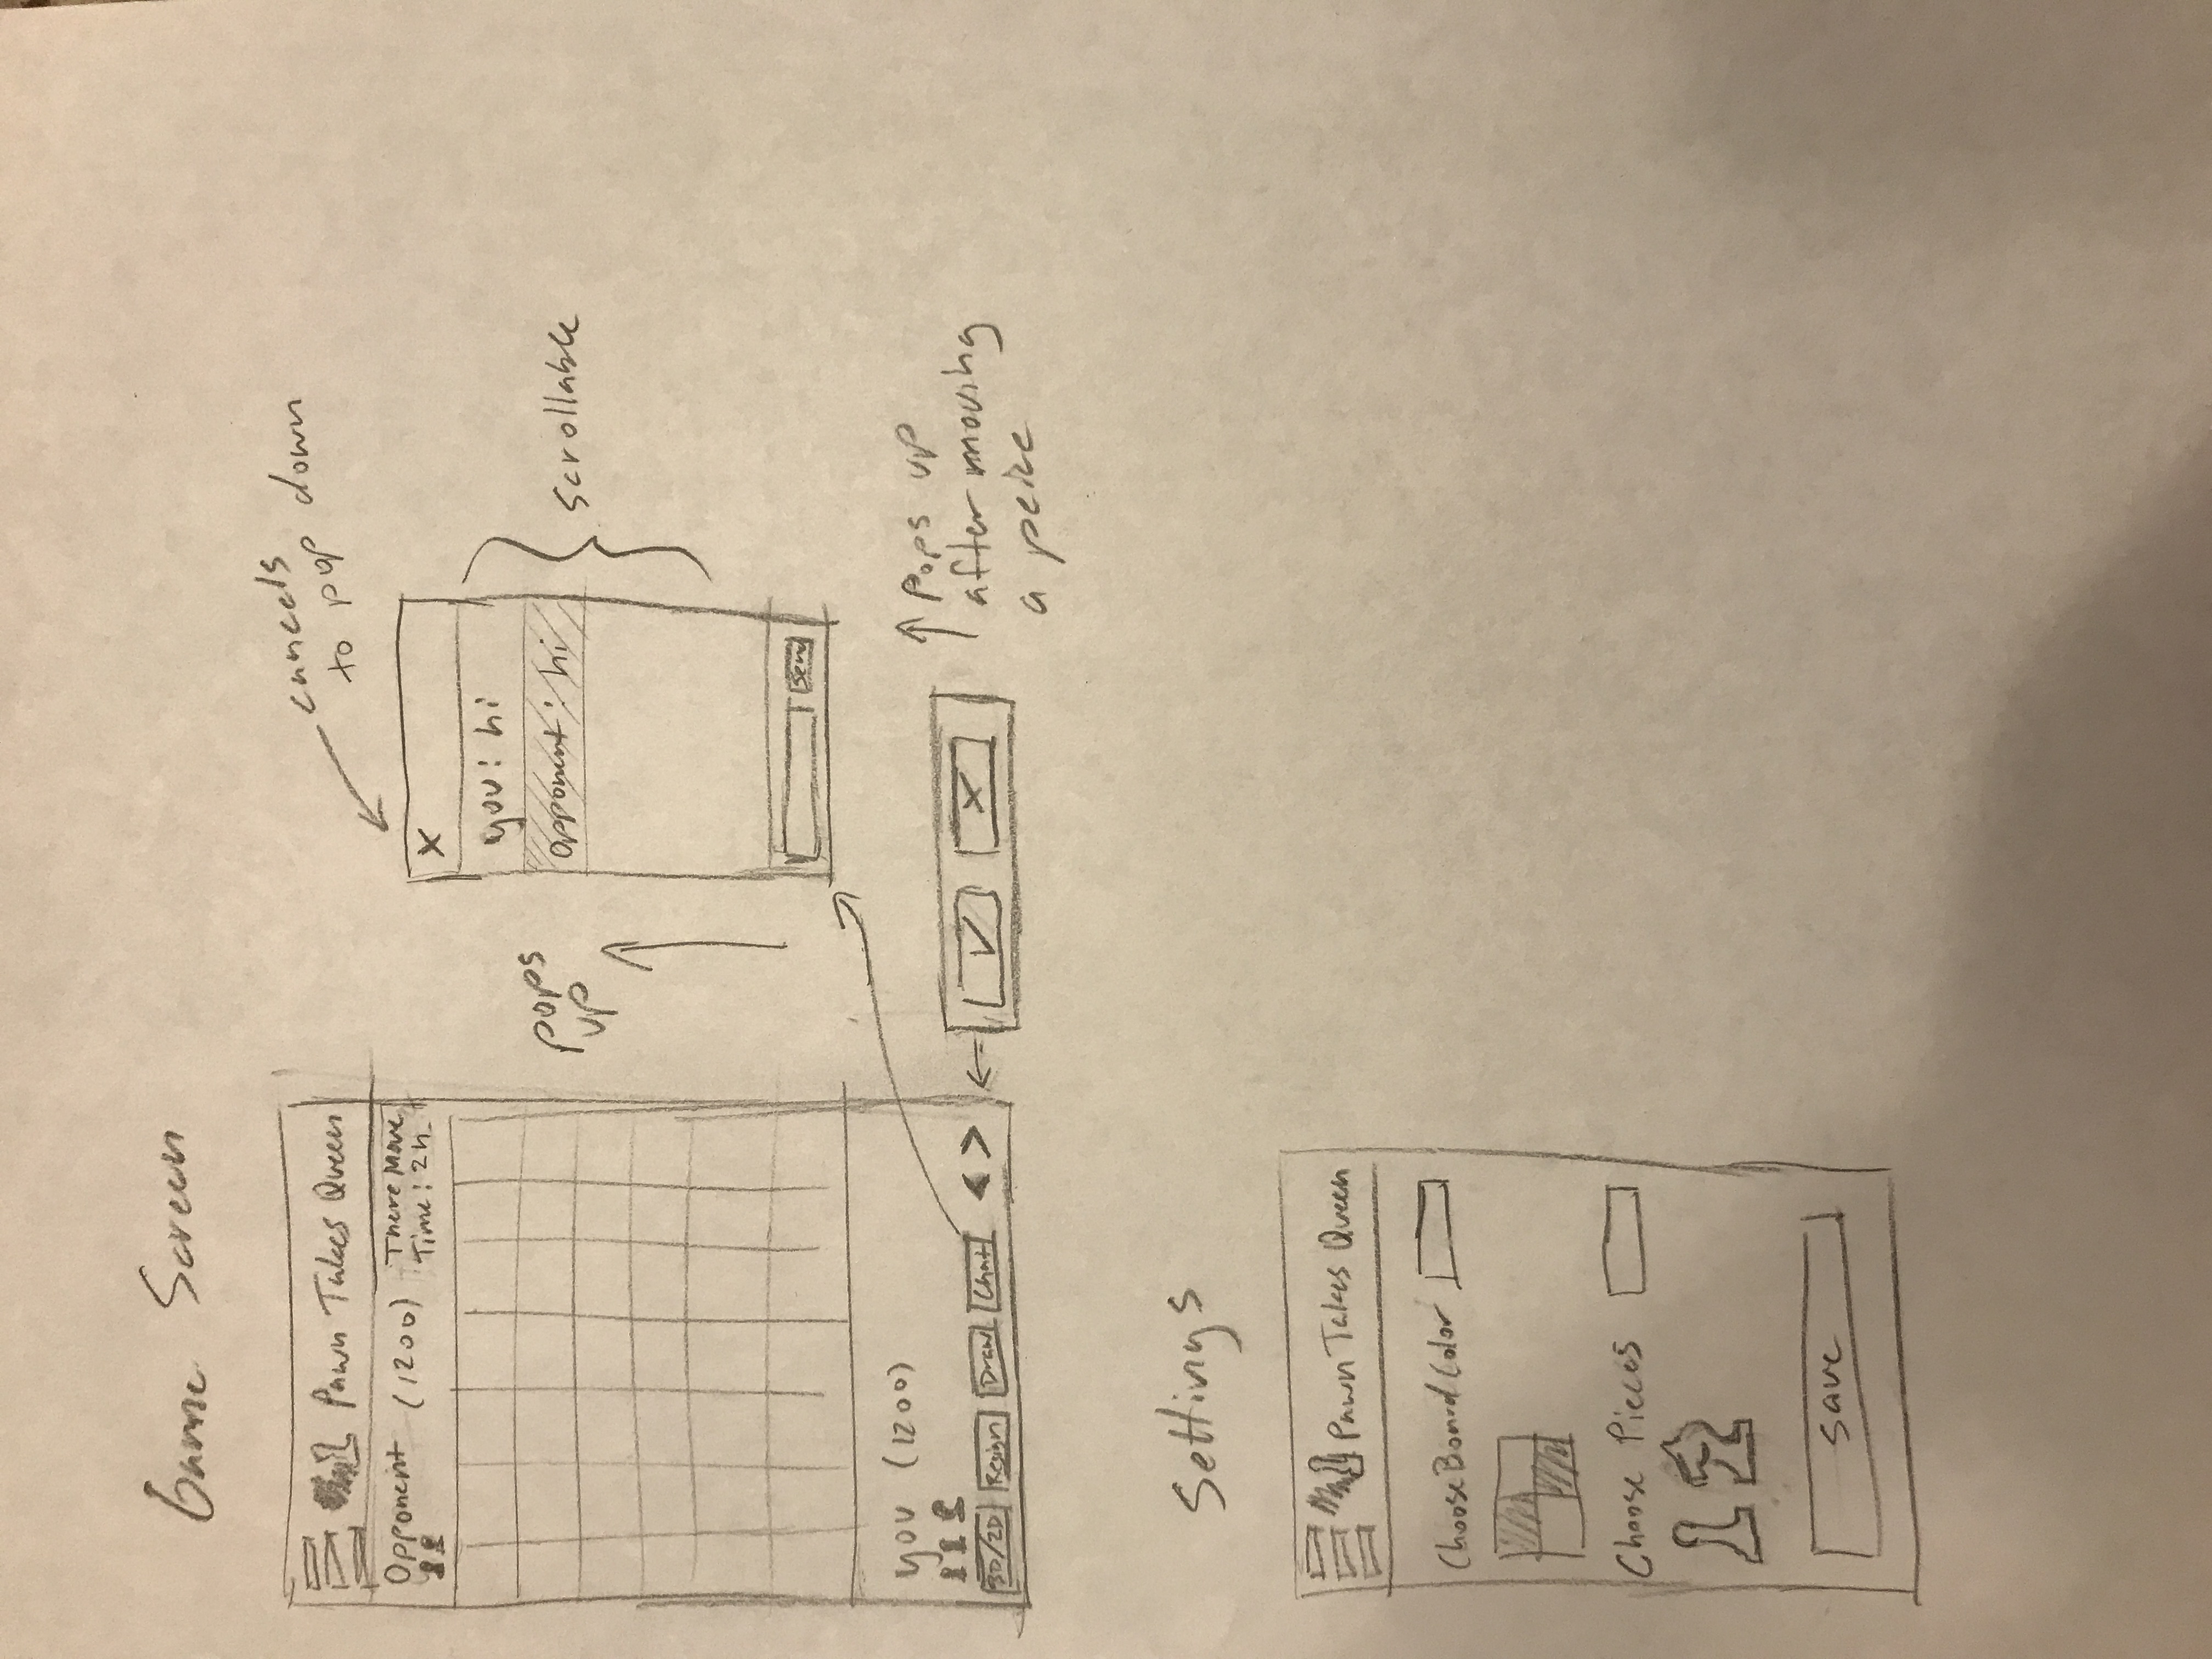 Game Screen
Pawn Takes Queen
Opponent (1200) There Move
Time: 2h.
you (1200)
3D/2D Resign Draw Chat < >
pops
up
cancels
to pop down
X
you: hi
Opponent: hi
scrollable
Send
✓ X
Pops up
after moving
a peice
Settings
Pawn Takes Queen
Choose Board Color
Choose Pieces
Save